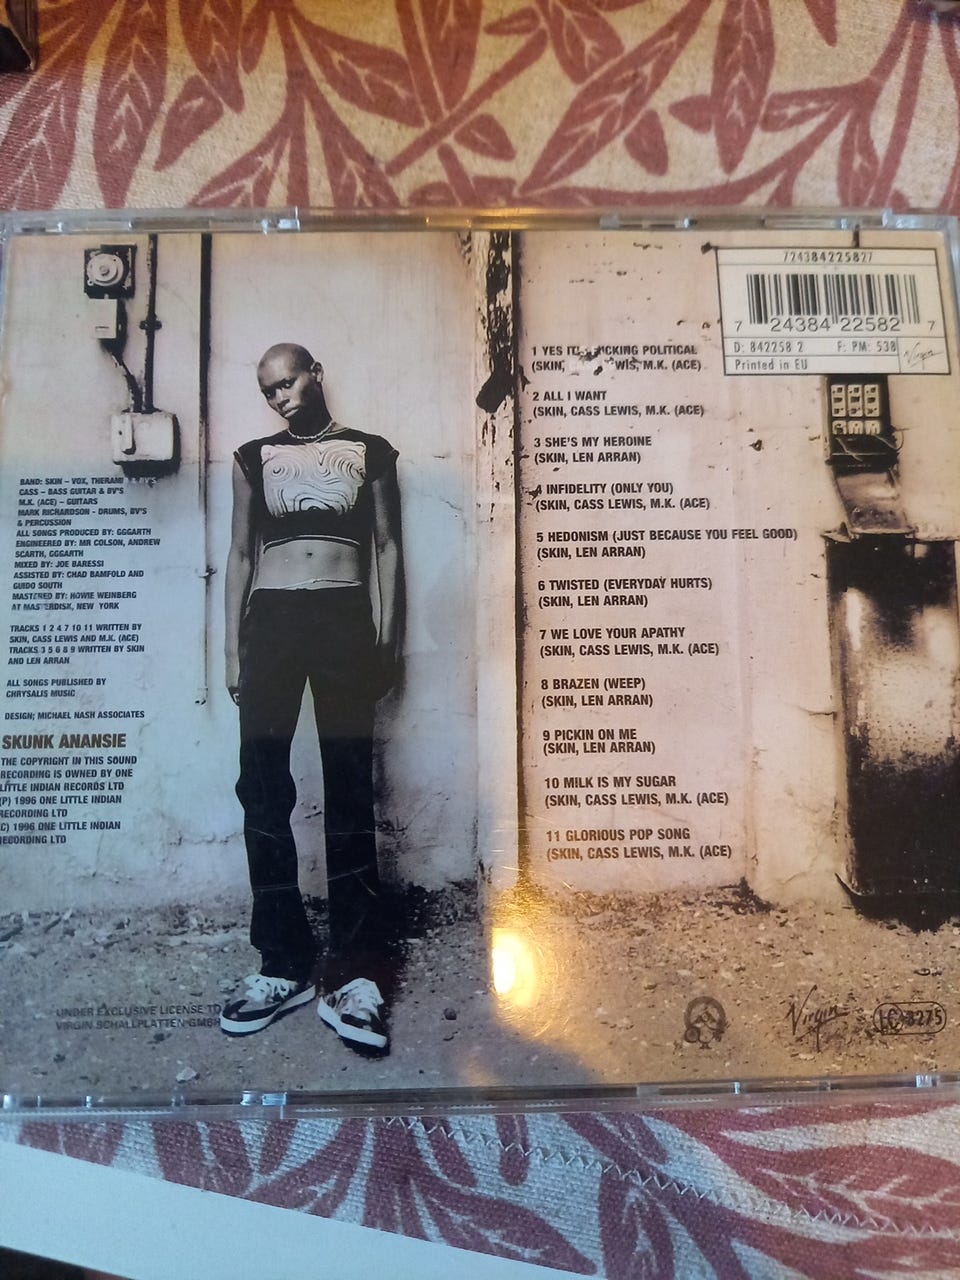 BAND: SKIN – VOX, & BV'S
CASS – BASS GUITAR & BV'S
M.K. (ACE) – GUITARS
MARK RICHARDSON - DRUMS, BV'S
& PERCUSSION
ALL SONGS PRODUCED BY: GGGARTH
ENGINEERED BY: MR COLSON, ANDREW
SCARTH, GGGARTH
MIXED BY: JOE BARESSI
ASSISTED BY: CHAD BAMFOLD AND
GUIDO SOUTH
MASTERED BY: HOWIE WEINBERG
AT MASTERDISK, NEW YORK
TRACKS 1 2 4 7 10 11 WRITTEN BY
SKIN, CASS LEWIS AND M.K. (ACE)
TRACKS 3 5 6 8 9 WRITTEN BY SKIN
AND LEN ARRAN
ALL SONGS PUBLISHED BY
CHRYSALIS MUSIC
DESIGN; MICHAEL NASH ASSOCIATES
SKUNK ANANSIE
THE COPYRIGHT IN THIS SOUND
RECORDING IS OWNED BY ONE
LITTLE INDIAN RECORDS LTD
(P) 1996 ONE LITTLE INDIAN
RECORDING LTD
(C) 1996 ONE LITTLE INDIAN
RECORDING LTD
UNDER EXCLUSIVE LICENSE TO
VIRGIN SCHALLPLATTEN GMBH
1 YES POLITICAL
(SKIN, M.K. (ACE)
2 ALL I WANT
(SKIN, CASS LEWIS, M.K. (ACE)
3 SHE'S MY HEROINE
(SKIN, LEN ARRAN)
4 INFIDELITY (ONLY YOU)
(SKIN, CASS LEWIS, M.K. (ACE)
5 HEDONISM (JUST BECAUSE YOU FEEL GOOD)
(SKIN, LEN ARRAN)
6 TWISTED (EVERYDAY HURTS)
(SKIN, LEN ARRAN)
7 WE LOVE YOUR APATHY
(SKIN, CASS LEWIS, M.K. (ACE)
8 BRAZEN (WEEP)
(SKIN, LEN ARRAN)
9 PICKIN ON ME
(SKIN, LEN ARRAN)
10 MILK IS MY SUGAR
(SKIN, CASS LEWIS, M.K. (ACE)
11 GLORIOUS POP SONG
(SKIN, CASS LEWIS, M.K. (ACE)
724384225827
7 24384 22582 7
D: 842258 2 F: PM: 538
Virgin
Printed in EU
Virgin
LC 3275